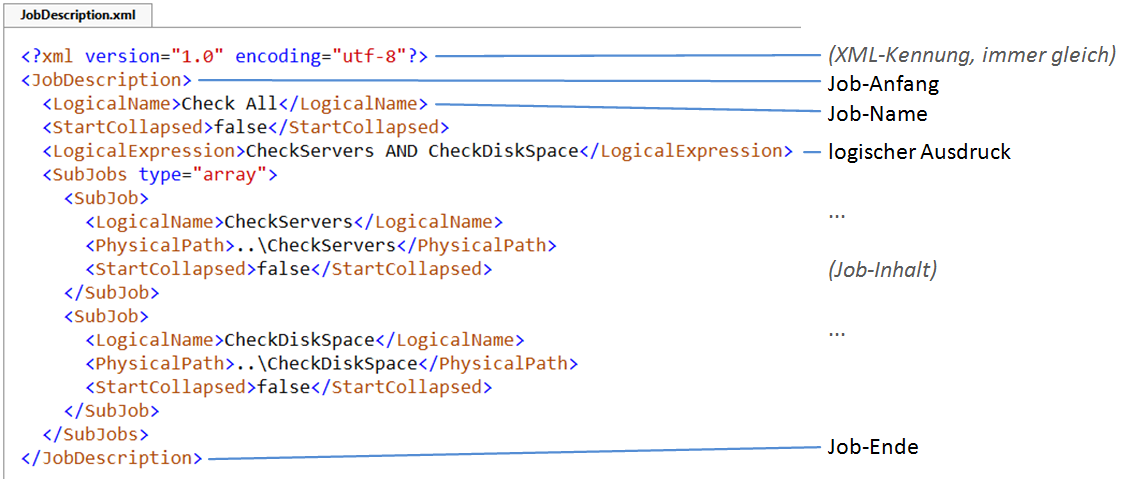 JobDescription.xml
<?xml version="1.0" encoding="utf-8"?> (XML-Kennung, immer gleich)
<JobDescription> Job-Anfang
<LogicalName>Check All</LogicalName> Job-Name
<StartCollapsed>false</StartCollapsed>
<LogicalExpression>CheckServers AND CheckDiskSpace</LogicalExpression> logischer Ausdruck
<SubJobs type="array">
<SubJob>
<LogicalName>CheckServers</LogicalName> ...
<PhysicalPath>..\CheckServers</PhysicalPath>
<StartCollapsed>false</StartCollapsed> (Job-Inhalt)
</SubJob>
<SubJob>
<LogicalName>CheckDiskSpace</LogicalName> ...
<PhysicalPath>..\CheckDiskSpace</PhysicalPath>
<StartCollapsed>false</StartCollapsed>
</SubJob>
</SubJobs>
</JobDescription> Job-Ende